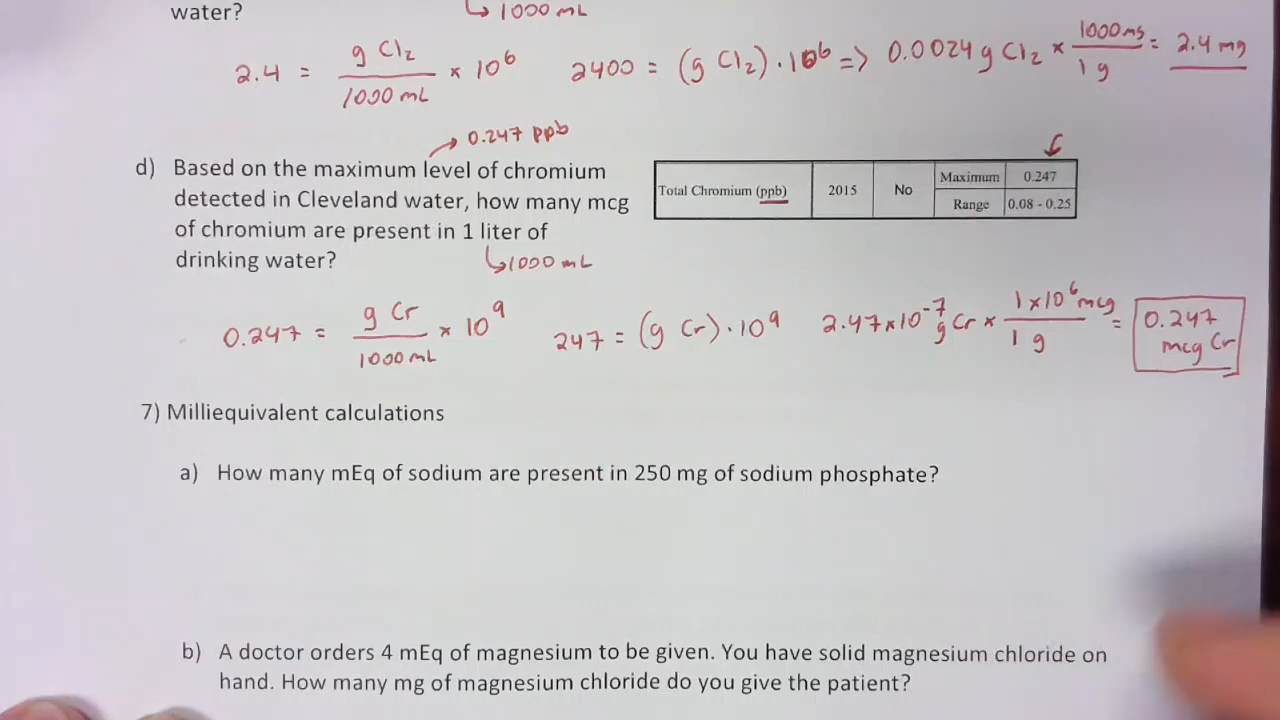 water?
↳ 1000 mL
2.4 = g Cl₂ / 1000 mL × 10⁶ 2400 = (g Cl₂) · 10⁶ => 0.0024 g Cl₂ × 1000 mg / 1 g = 2.4 mg
→ 0.247 ppb
d) Based on the maximum level of chromium
detected in Cleveland water, how many mcg
of chromium are present in 1 liter of
drinking water?
↳ 1000 mL
Total Chromium (ppb) 2015 No Maximum 0.247
Range 0.08 - 0.25
0.247 = g Cr / 1000 mL × 10⁹ 247 = (g Cr) · 10⁹ 2.47×10⁻⁷ g Cr × 1×10⁶ mcg / 1 g = 0.247 mcg Cr
7) Milliequivalent calculations
a) How many mEq of sodium are present in 250 mg of sodium phosphate?
b) A doctor orders 4 mEq of magnesium to be given. You have solid magnesium chloride on
hand. How many mg of magnesium chloride do you give the patient?